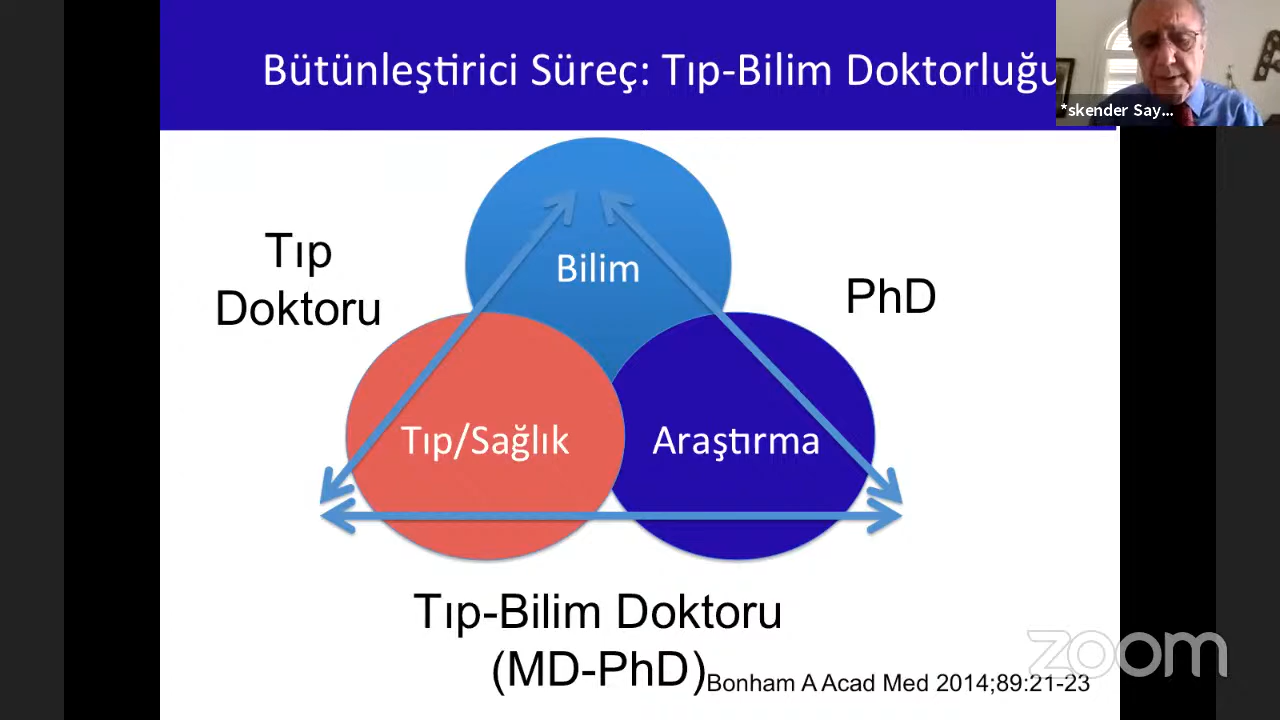 Bütünleştirici Süreç: Tıp-Bilim Doktorluğu
*skender Say...
Bilim
Tıp
Doktoru
PhD
Tıp/Sağlık
Araştırma
Tıp-Bilim Doktoru
(MD-PhD)
Bonham A Acad Med 2014;89:21-23
zoom